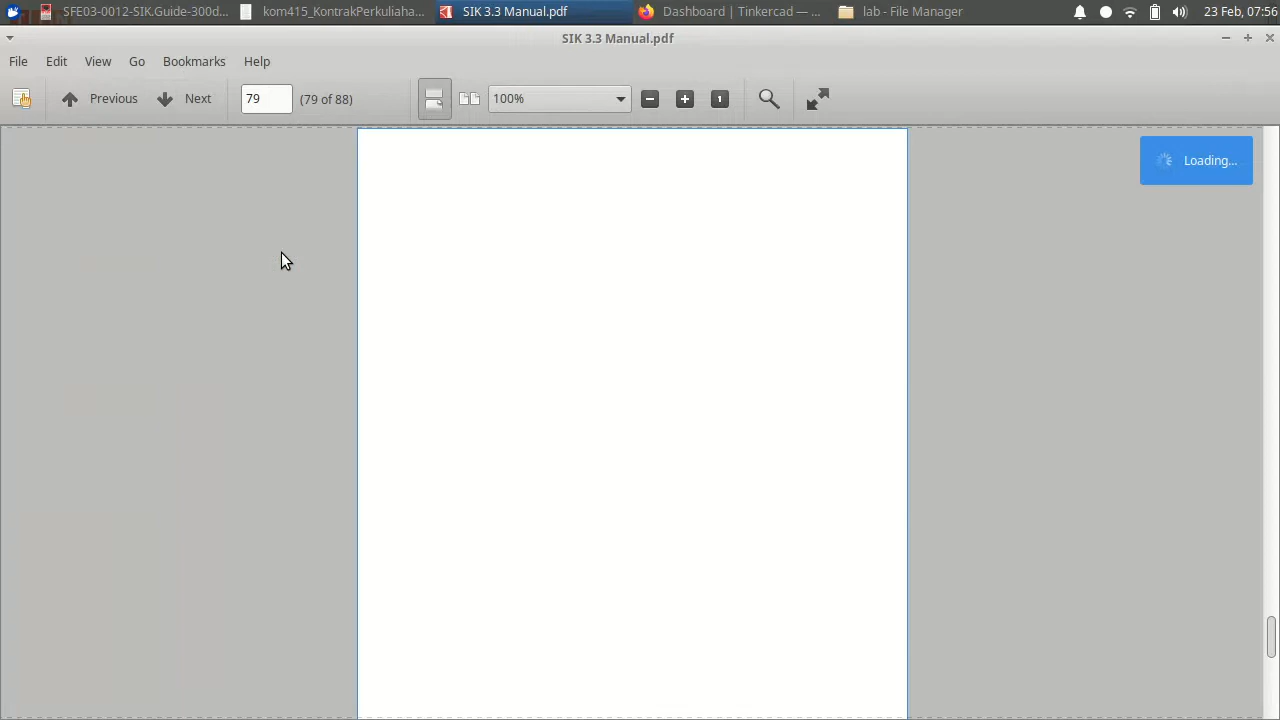 SFE03-0012-SIK.Guide-300d...
kom415_KontrakPerkuliaha...
SIK 3.3 Manual.pdf
Dashboard | Tinkercad — ...
lab - File Manager
23 Feb, 07:56
SIK 3.3 Manual.pdf
File Edit View Go Bookmarks Help
Previous Next 79 (79 of 88) 100%
Loading...